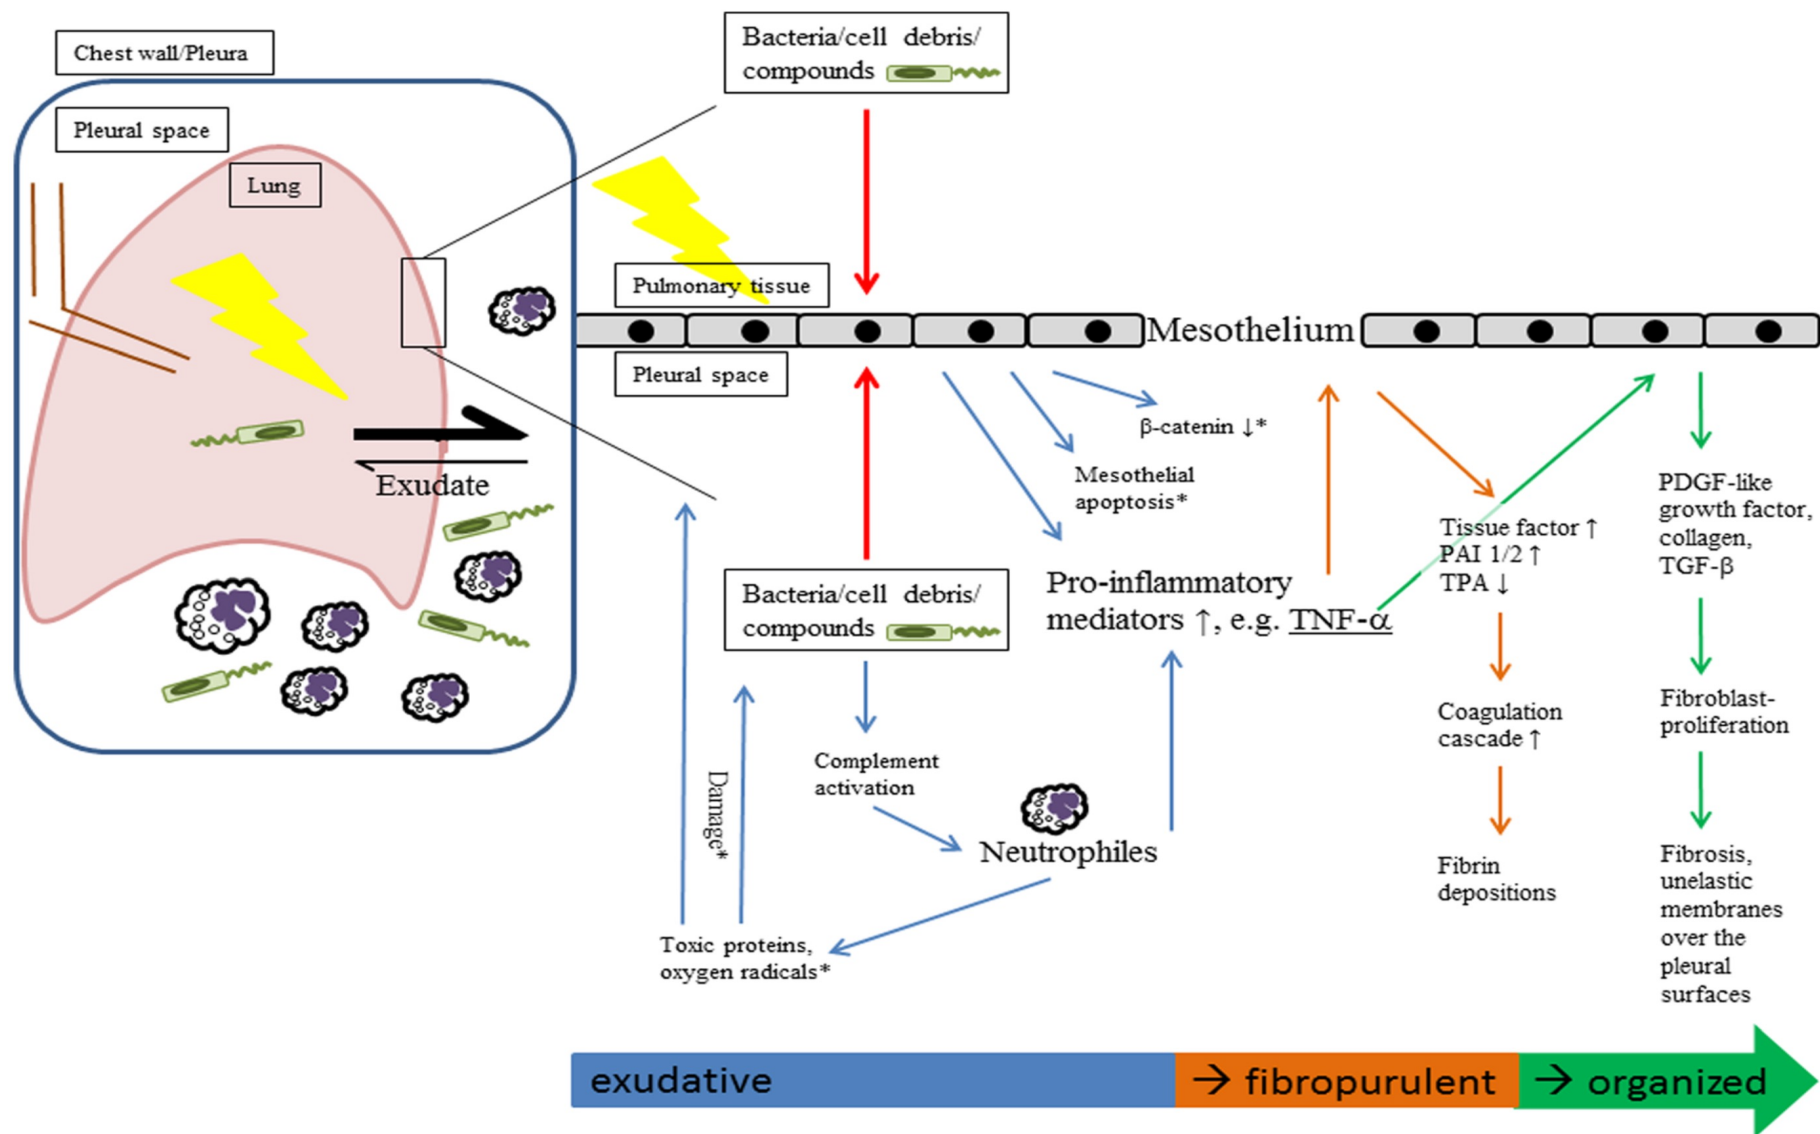 Chest wall/Pleura
Pleural space
Lung
Exudate
Bacteria/cell debris/
compounds
Pulmonary tissue
Mesothelium
Pleural space
β-catenin ↓*
Mesothelial
apoptosis*
Pro-inflammatory
mediators ↑, e.g. TNF-α
Bacteria/cell debris/
compounds
Complement
activation
Neutrophiles
Damage*
Toxic proteins,
oxygen radicals*
Tissue factor ↑
PAI 1/2 ↑
TPA ↓
Coagulation
cascade ↑
Fibrin
depositions
PDGF-like
growth factor,
collagen,
TGF-β
Fibroblast-
proliferation
Fibrosis,
unelastic
membranes
over the
pleural
surfaces
exudative → fibropurulent → organized